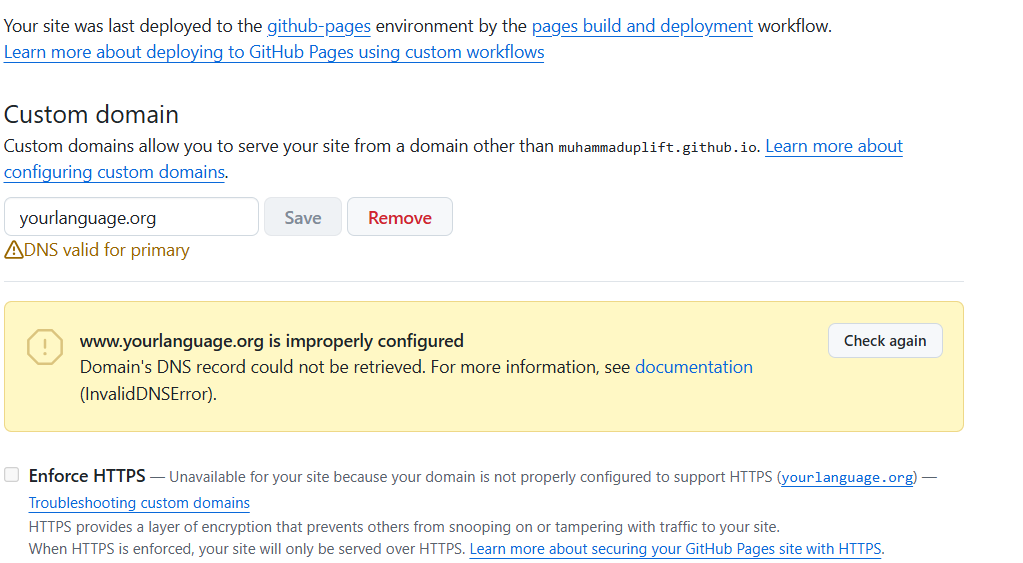 Your site was last deployed to the github-pages environment by the pages build and deployment workflow.
Learn more about deploying to GitHub Pages using custom workflows
Custom domain
Custom domains allow you to serve your site from a domain other than muhammaduplift.github.io. Learn more about
configuring custom domains.
yourlanguage.org Save Remove
DNS valid for primary
www.yourlanguage.org is improperly configured
Domain's DNS record could not be retrieved. For more information, see documentation
(InvalidDNSError).
Check again
Enforce HTTPS — Unavailable for your site because your domain is not properly configured to support HTTPS (yourlanguage.org) —
Troubleshooting custom domains
HTTPS provides a layer of encryption that prevents others from snooping on or tampering with traffic to your site.
When HTTPS is enforced, your site will only be served over HTTPS. Learn more about securing your GitHub Pages site with HTTPS.